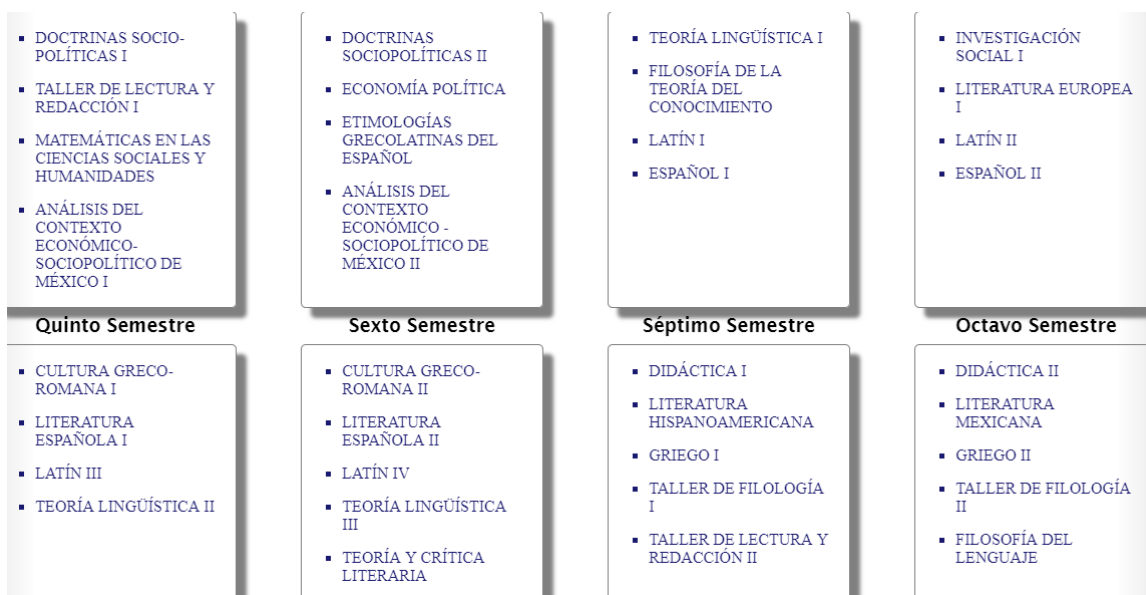 DOCTRINAS SOCIO-
POLÍTICAS I
TALLER DE LECTURA Y
REDACCIÓN I
MATEMÁTICAS EN LAS
CIENCIAS SOCIALES Y
HUMANIDADES
ANÁLISIS DEL
CONTEXTO
ECONÓMICO-
SOCIOPOLÍTICO DE
MÉXICO I
DOCTRINAS
SOCIOPOLÍTICAS II
ECONOMÍA POLÍTICA
ETIMOLOGÍAS
GRECOLATINAS DEL
ESPAÑOL
ANÁLISIS DEL
CONTEXTO
ECONÓMICO -
SOCIOPOLÍTICO DE
MÉXICO II
TEORÍA LINGÜÍSTICA I
FILOSOFÍA DE LA
TEORÍA DEL
CONOCIMIENTO
LATÍN I
ESPAÑOL I
INVESTIGACIÓN
SOCIAL I
LITERATURA EUROPEA
I
LATÍN II
ESPAÑOL II
Quinto Semestre
CULTURA GRECO-
ROMANA I
LITERATURA
ESPAÑOLA I
LATÍN III
TEORÍA LINGÜÍSTICA II
Sexto Semestre
CULTURA GRECO-
ROMANA II
LITERATURA
ESPAÑOLA II
LATÍN IV
TEORÍA LINGÜÍSTICA
III
TEORÍA Y CRÍTICA
LITERARIA
Séptimo Semestre
DIDÁCTICA I
LITERATURA
HISPANOAMERICANA
GRIEGO I
TALLER DE FILOLOGÍA
I
TALLER DE LECTURA Y
REDACCIÓN II
Octavo Semestre
DIDÁCTICA II
LITERATURA
MEXICANA
GRIEGO II
TALLER DE FILOLOGÍA
II
FILOSOFÍA DEL
LENGUAJE